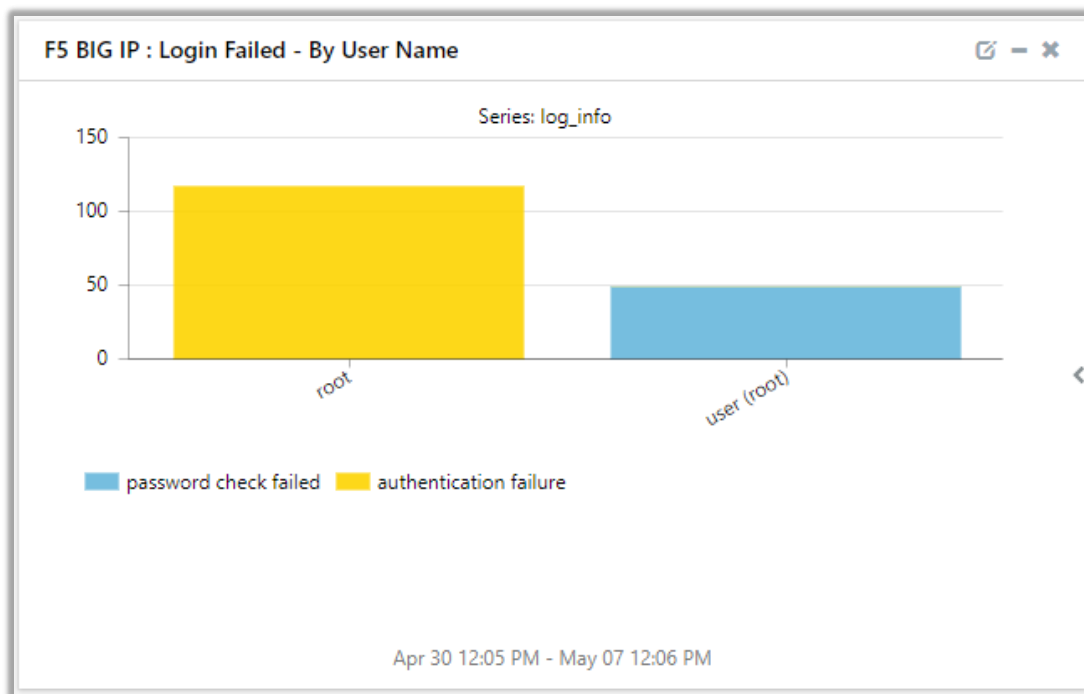 F5 BIG IP : Login Failed - By User Name
Series: log_info
150
100
50
0
root
user (root)
password check failed
authentication failure
Apr 30 12:05 PM - May 07 12:06 PM